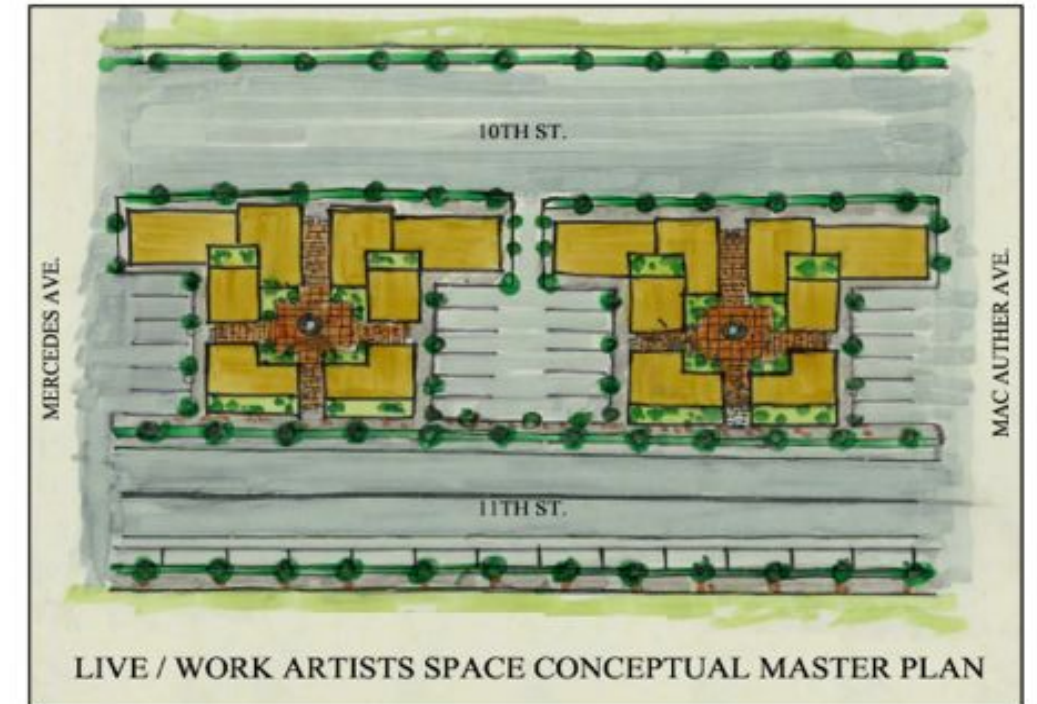 10TH ST.
MERCEDES AVE.
MAC AUTHER AVE.
11TH ST.
LIVE / WORK ARTISTS SPACE CONCEPTUAL MASTER PLAN